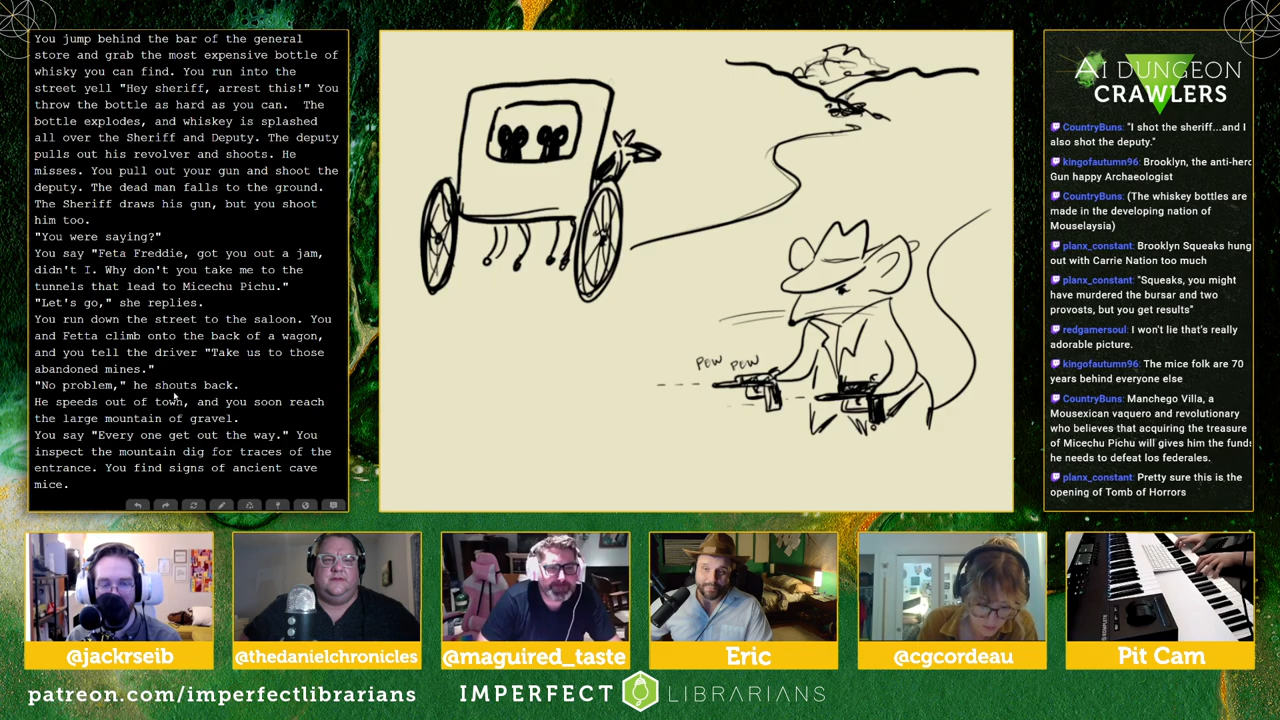 You jump behind the bar of the general
store and grab the most expensive bottle of
whisky you can find. You run into the
street yell "Hey sheriff, arrest this!" You
throw the bottle as hard as you can.  The
bottle explodes, and whiskey is splashed
all over the Sheriff and Deputy. The deputy
pulls out his revolver and shoots. He
misses. You pull out your gun and shoot the
deputy. The dead man falls to the ground.
The Sheriff draws his gun, but you shoot
him too.
"You were saying?"
You say "Feta Freddie, got you out a jam,
didn't I. Why don't you take me to the
tunnels that lead to Micechu Pichu."
"Let's go," she replies.
You run down the street to the saloon. You
and Fetta climb onto the back of a wagon,
and you tell the driver "Take us to those
abandoned mines."
"No problem," he shouts back.
He speeds out of town, and you soon reach
the large mountain of gravel.
You say "Every one get out the way." You
inspect the mountain dig for traces of the
entrance. You find signs of ancient cave
mice.
PEW PEW
AI DUNGEON
CRAWLERS
CountryBuns: "I shot the sheriff...and I
also shot the deputy."
kingofautumn96: Brooklyn, the anti-hero
Gun happy Archaeologist
CountryBuns: (The whiskey bottles are
made in the developing nation of
Mouselaysia)
planx_constant: Brooklyn Squeaks hung
out with Carrie Nation too much
planx_constant: "Squeaks, you might
have murdered the bursar and two
provosts, but you get results"
redgamersoul: I won't lie that's really
adorable picture.
kingofautumn96: The mice folk are 70
years behind everyone else
CountryBuns: Manchego Villa, a
Mousexican vaquero and revolutionary
who believes that acquiring the treasure
of Micechu Pichu will gives him the funds
he needs to defeat los federales.
planx_constant: Pretty sure this is the
opening of Tomb of Horrors
@jackrseib
@thedanielchronicles
@maguired_taste
Eric
@cgcordeau
Pit Cam
patreon.com/imperfectlibrarians
IMPERFECT LIBRARIANS